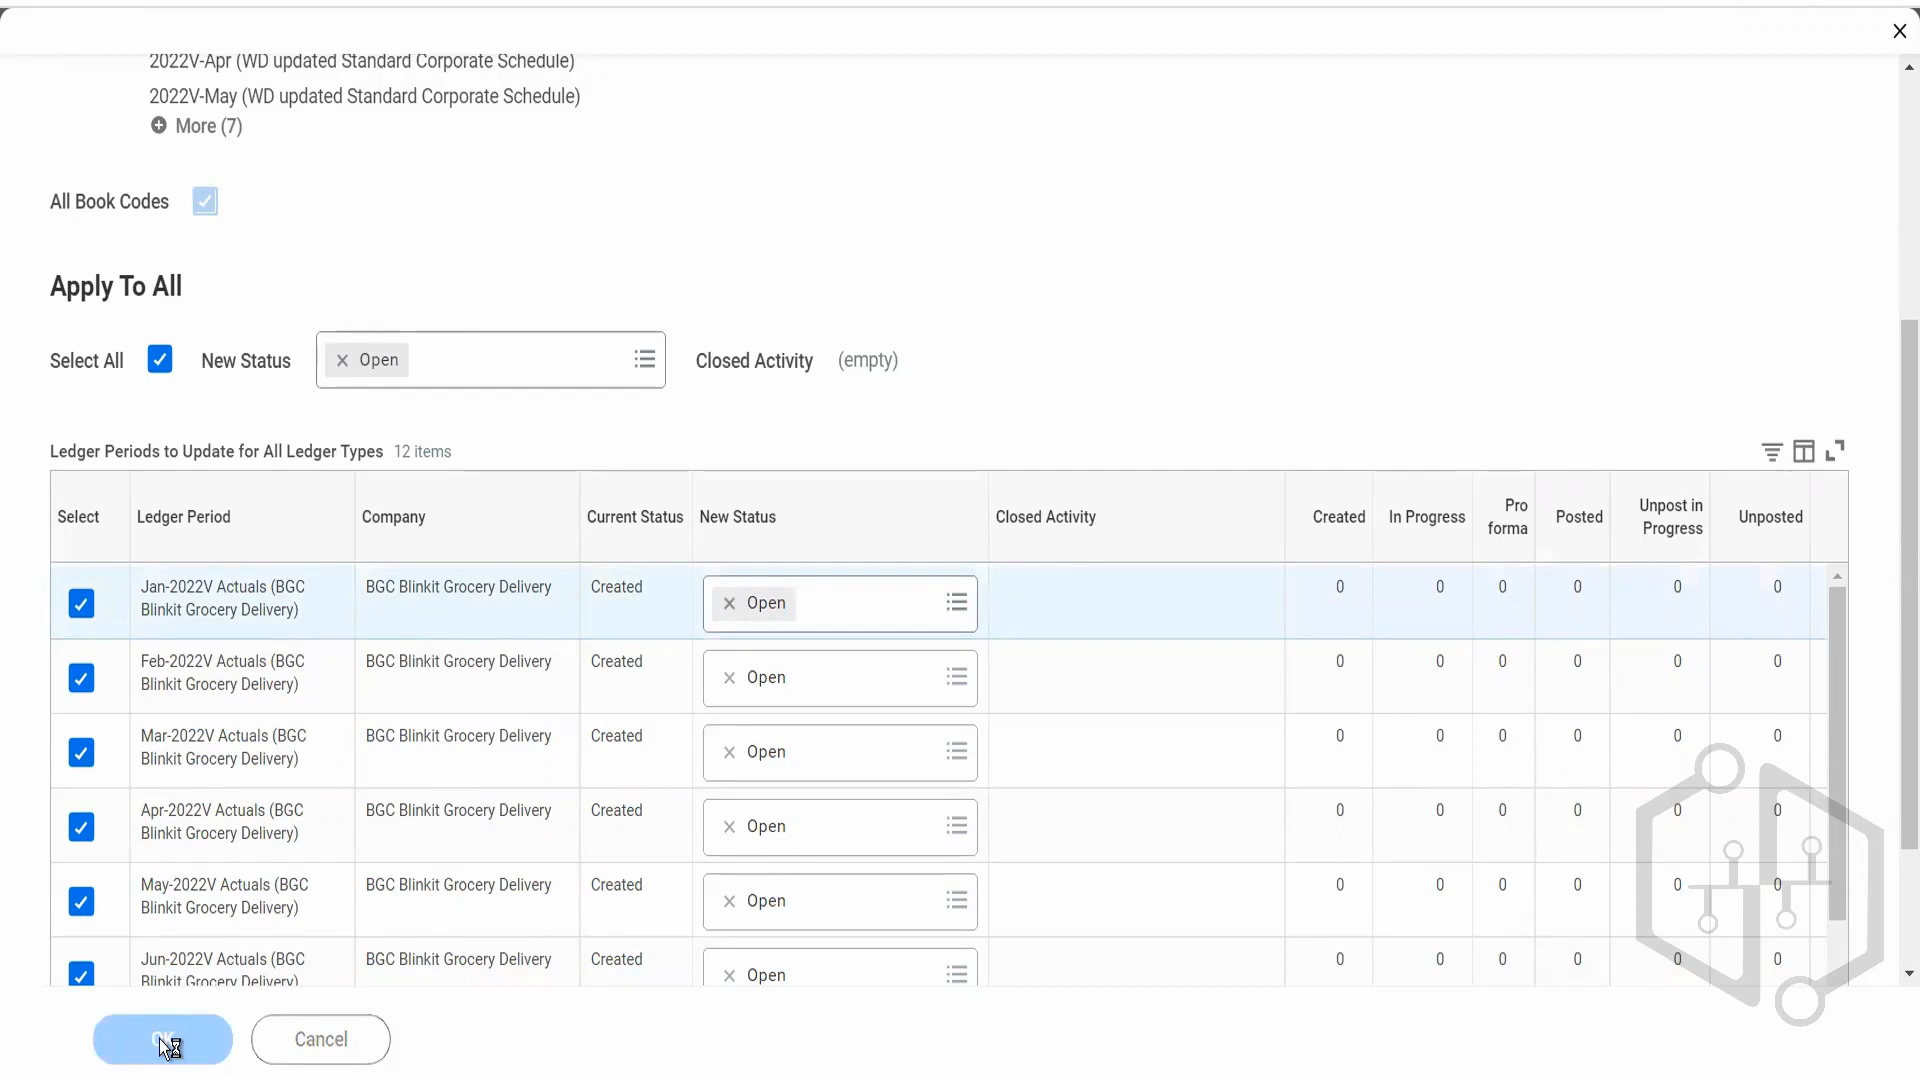 2022V-Apr (WD updated Standard Corporate Schedule)
2022V-May (WD updated Standard Corporate Schedule)
More (7)
All Book Codes
Apply To All
Select All New Status Open Closed Activity (empty)
Ledger Periods to Update for All Ledger Types 12 items
Select Ledger Period Company Current Status New Status Closed Activity Created In Progress Pro forma Posted Unpost in Progress Unposted
Jan-2022V Actuals (BGC Blinkit Grocery Delivery) BGC Blinkit Grocery Delivery Created Open 0 0 0 0 0 0
Feb-2022V Actuals (BGC Blinkit Grocery Delivery) BGC Blinkit Grocery Delivery Created Open 0 0 0 0 0 0
Mar-2022V Actuals (BGC Blinkit Grocery Delivery) BGC Blinkit Grocery Delivery Created Open 0 0 0 0 0 0
Apr-2022V Actuals (BGC Blinkit Grocery Delivery) BGC Blinkit Grocery Delivery Created Open 0 0 0 0 0 0
May-2022V Actuals (BGC Blinkit Grocery Delivery) BGC Blinkit Grocery Delivery Created Open 0 0 0 0 0 0
Jun-2022V Actuals (BGC Blinkit Grocery Delivery) BGC Blinkit Grocery Delivery Created Open 0 0 0 0 0 0
OK Cancel